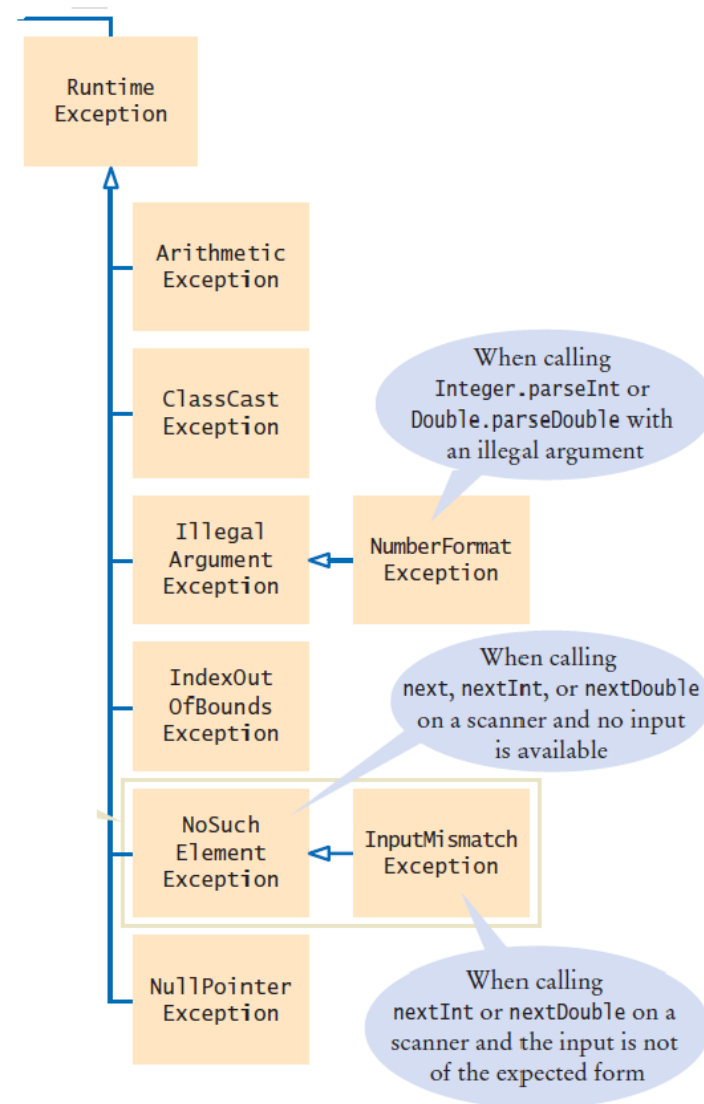 Runtime
Exception
Arithmetic
Exception
ClassCast
Exception
When calling
Integer.parseInt or
Double.parseDouble with
an illegal argument
Illegal
Argument
Exception
NumberFormat
Exception
IndexOut
OfBounds
Exception
When calling
next, nextInt, or nextDouble
on a scanner and no input
is available
NoSuch
Element
Exception
InputMismatch
Exception
NullPointer
Exception
When calling
nextInt or nextDouble on a
scanner and the input is not
of the expected form